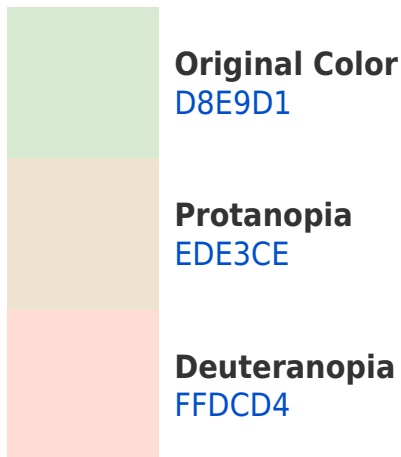 Original Color
D8E9D1
Protanopia
EDE3CE
Deuteranopia
FFDCD4